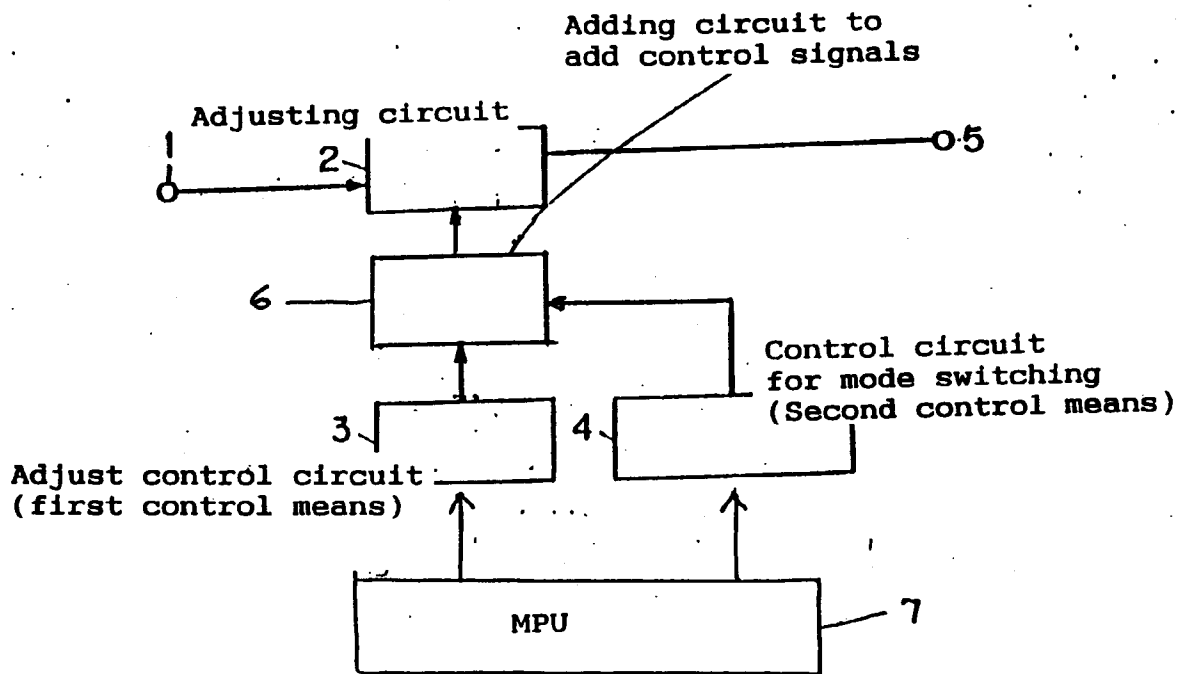 Adding circuit to
add control signals
Adjusting circuit
1
2
5
6
Control circuit
for mode switching
(Second control means)
3
4
Adjust control circuit
(first control means)
MPU
7